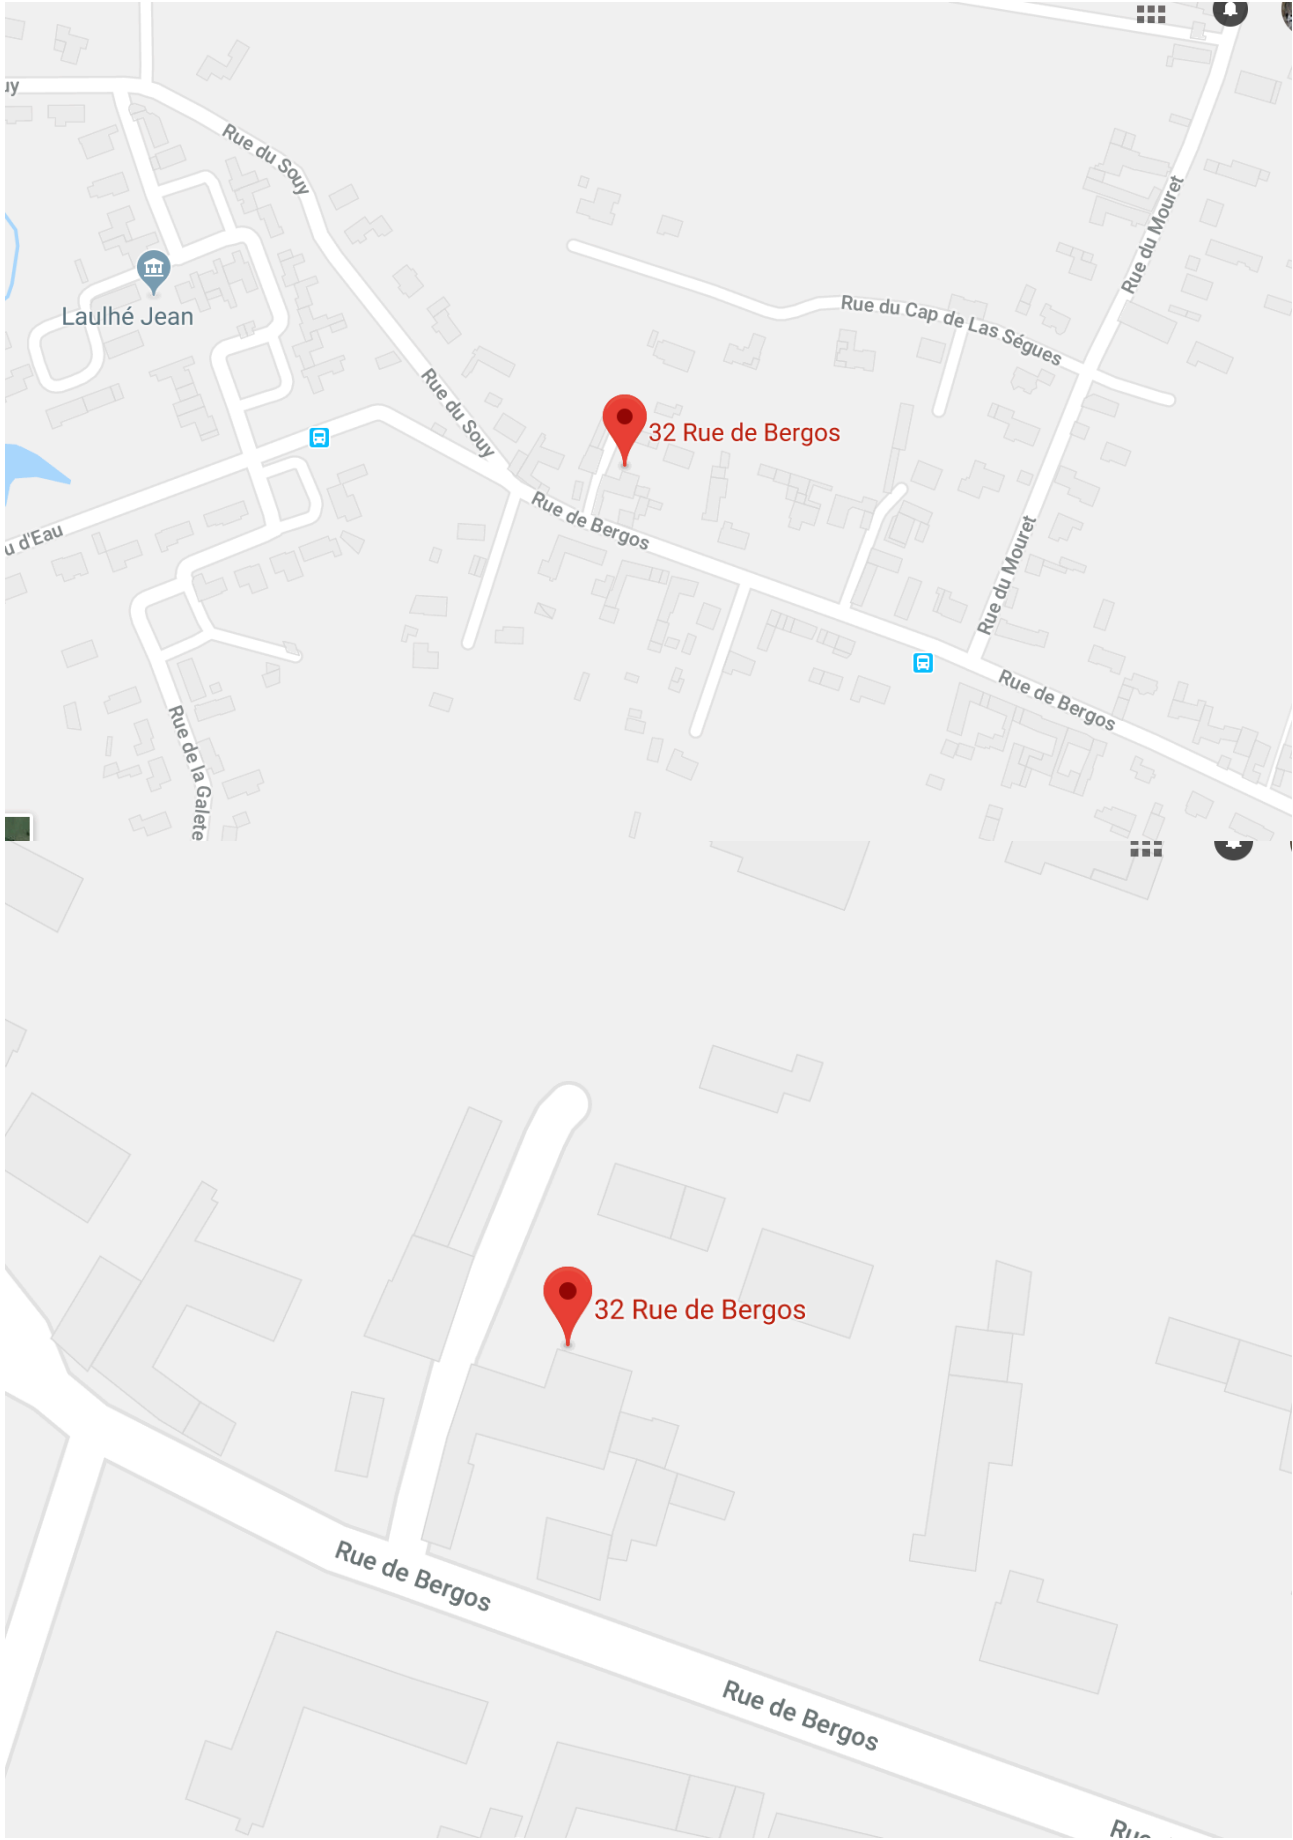 uy
Rue du Souy
Rue du Mouret
Rue du Cap de Las Ségues
Laulhé Jean
Rue du Souy
32 Rue de Bergos
Rue de Bergos
u d'Eau
Rue du Mouret
Rue de Bergos
Rue de la Galete
32 Rue de Bergos
Rue de Bergos
Rue de Bergos
Rue